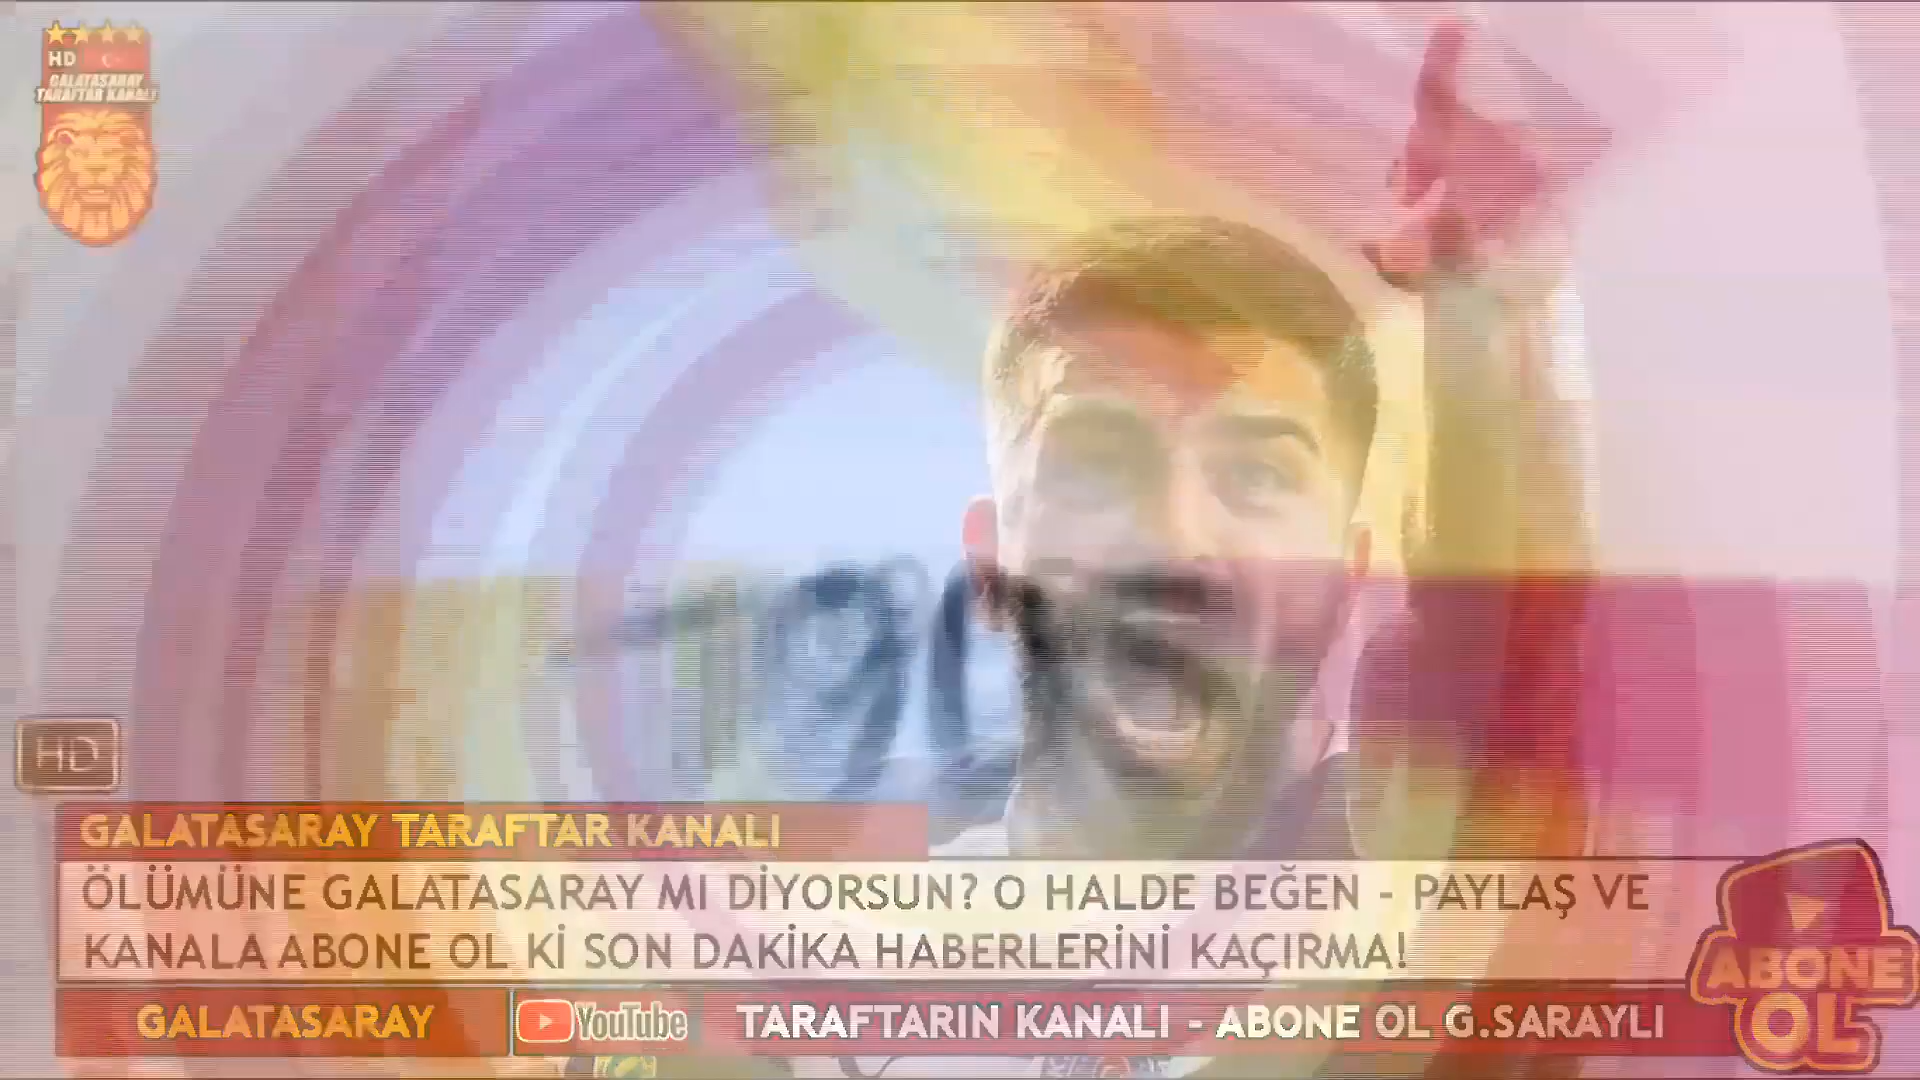 HD
GALATASARAY
TARAFTAR KANALI
HD
GALATASARAY TARAFTAR KANALI
ÖLÜMÜNE GALATASARAY MI DİYORSUN? O HALDE BEĞEN - PAYLAŞ VE
KANALA ABONE OL Kİ SON DAKİKA HABERLERİNİ KAÇIRMA!
GALATASARAY YouTube TARAFTARIN KANALI - ABONE OL G.SARAYLI
ABONE
OL